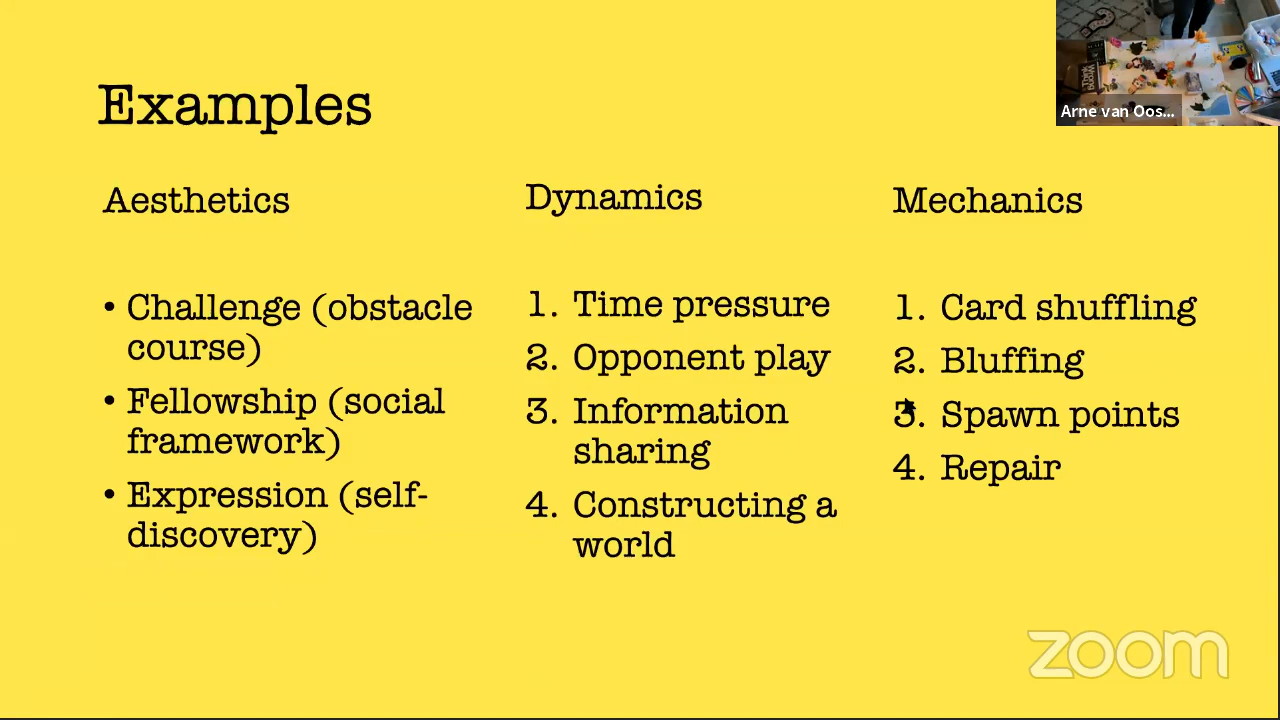 Examples
Arne van Oos...
Aesthetics
• Challenge (obstacle
course)
• Fellowship (social
framework)
• Expression (self-
discovery)
Dynamics
1. Time pressure
2. Opponent play
3. Information
sharing
4. Constructing a
world
Mechanics
1. Card shuffling
2. Bluffing
3. Spawn points
4. Repair
zoom